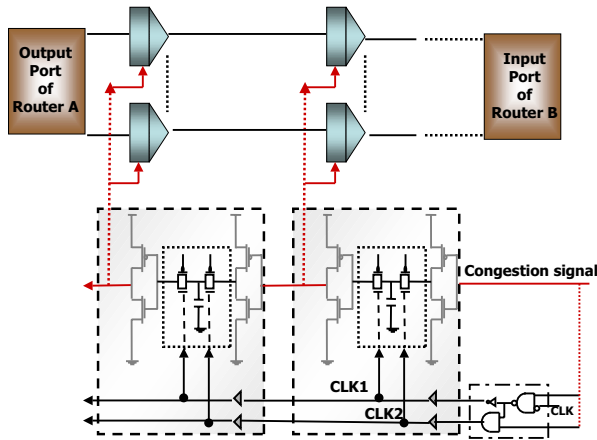 Output
Port
of
Router A
Input
Port
of
Router B
Congestion signal
CLK1
CLK
CLK2